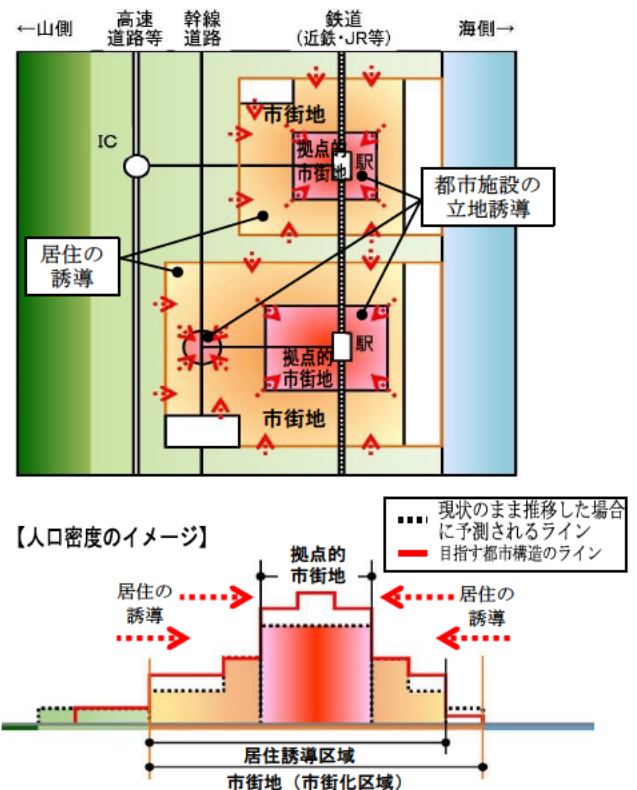 ←山側
高速
道路等
幹線
道路
鉄道
(近鉄・JR等)
海側→
市街地
IC
拠点的
市街地
駅
都市施設の
立地誘導
居住の
誘導
駅
拠点的
市街地
市街地
現状のまま推移した場合
に予測されるライン
目指す都市構造のライン
【人口密度のイメージ】
拠点的
市街地
居住の
誘導
居住の
誘導
居住誘導区域
市街地（市街化区域）